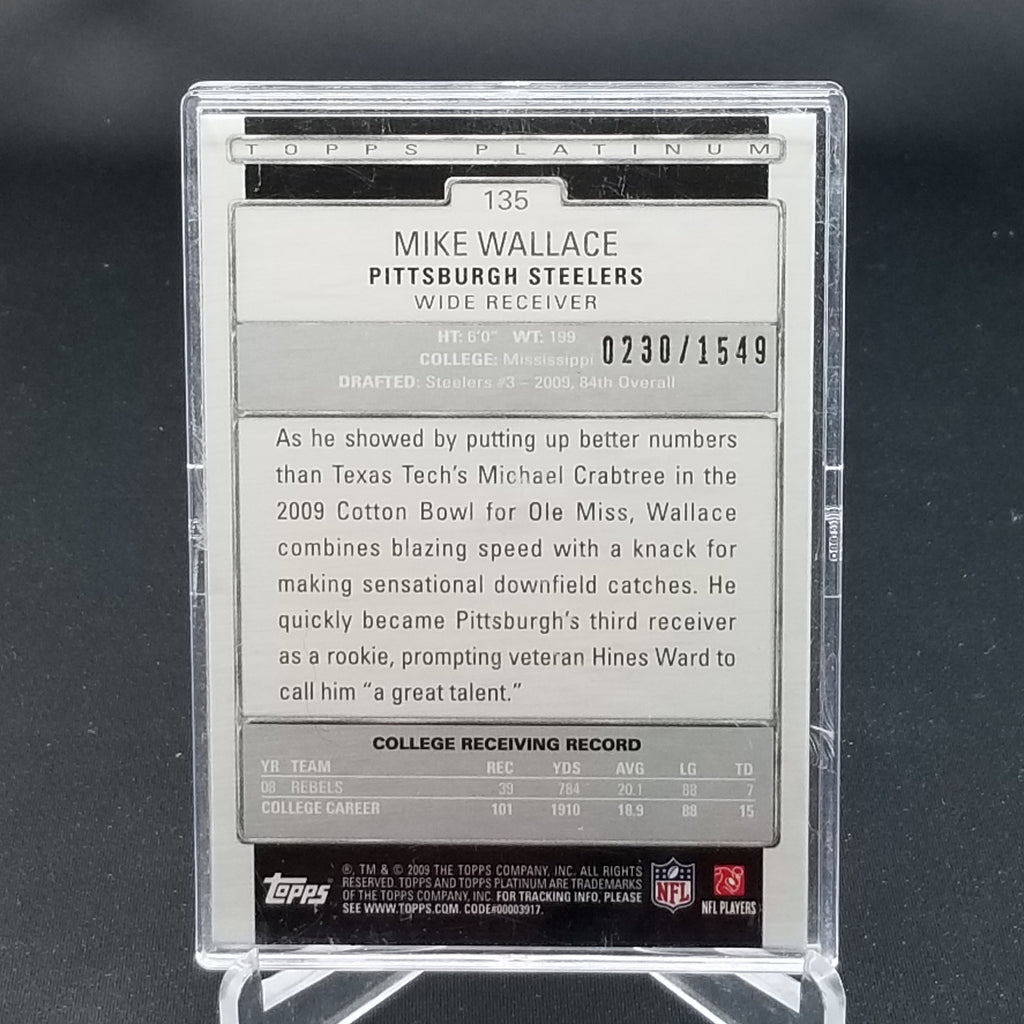 TOPPS PLATINUM
135
MIKE WALLACE
PITTSBURGH STEELERS
WIDE RECEIVER
HT: 6'0" WT: 199
COLLEGE: Mississippi 0230/1549
DRAFTED: Steelers #3 – 2009, 84th Overall
As he showed by putting up better numbers
than Texas Tech's Michael Crabtree in the
2009 Cotton Bowl for Ole Miss, Wallace
combines blazing speed with a knack for
making sensational downfield catches. He
quickly became Pittsburgh's third receiver
as a rookie, prompting veteran Hines Ward to
call him “a great talent.”
COLLEGE RECEIVING RECORD
YR TEAM REC YDS AVG LG TD
08 REBELS 39 784 20.1 88 7
COLLEGE CAREER 101 1910 18.9 88 15
topps
®, TM & © 2009 THE TOPPS COMPANY, INC. ALL RIGHTS
RESERVED. TOPPS AND TOPPS PLATINUM ARE TRADEMARKS
OF THE TOPPS COMPANY, INC. FOR TRACKING INFO, PLEASE
SEE WWW.TOPPS.COM. CODE#00003917.
NFL
NFL PLAYERS